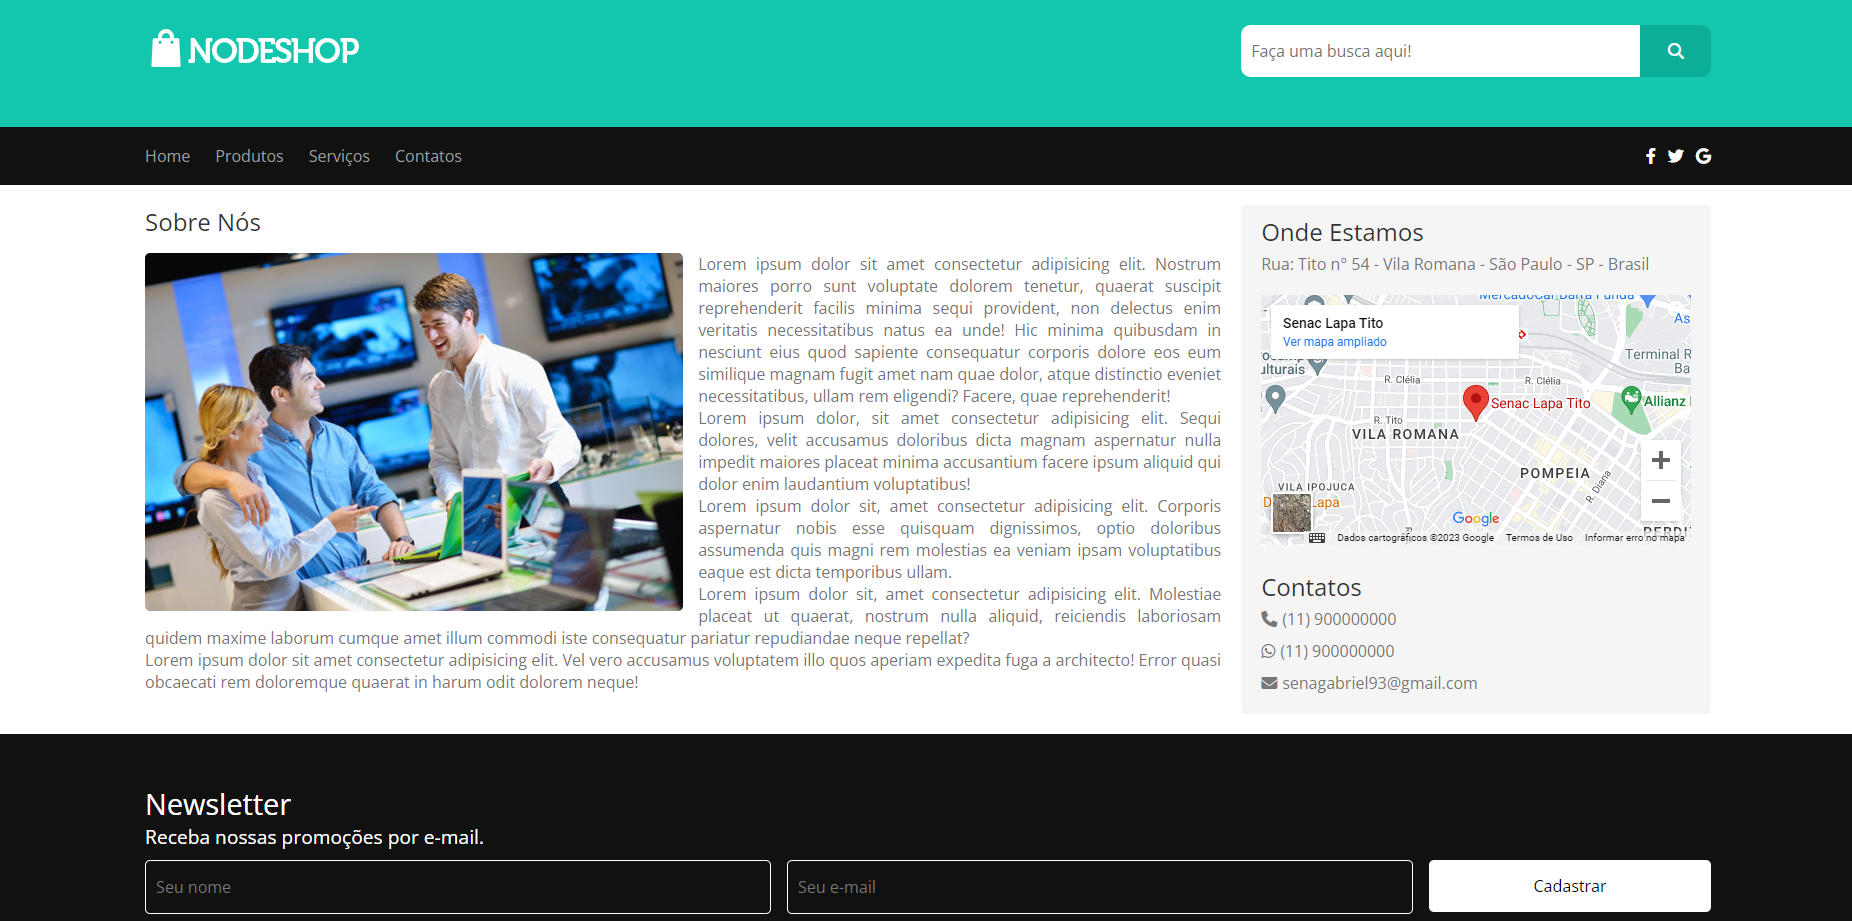 NODESHOP
Faça uma busca aqui!
Home Produtos Serviços Contatos
Sobre Nós
Lorem ipsum dolor sit amet consectetur adipisicing elit. Nostrum
maiores porro sunt voluptate dolorem tenetur, quaerat suscipit
reprehenderit facilis minima sequi provident, non delectus enim
veritatis necessitatibus natus ea unde! Hic minima quibusdam in
nesciunt eius quod sapiente consequatur corporis dolore eos eum
similique magnam fugit amet nam quae dolor, atque distinctio eveniet
necessitatibus, ullam rem eligendi? Facere, quae reprehenderit!
Lorem ipsum dolor, sit amet consectetur adipisicing elit. Sequi
dolores, velit accusamus doloribus dicta magnam aspernatur nulla
impedit maiores placeat minima accusantium facere ipsum aliquid qui
dolor enim laudantium voluptatibus!
Lorem ipsum dolor sit, amet consectetur adipisicing elit. Corporis
aspernatur nobis esse quisquam dignissimos, optio doloribus
assumenda quis magni rem molestias ea veniam ipsam voluptatibus
eaque est dicta temporibus ullam.
Lorem ipsum dolor sit, amet consectetur adipisicing elit. Molestiae
placeat ut quaerat, nostrum nulla aliquid, reiciendis laboriosam
quidem maxime laborum cumque amet illum commodi iste consequatur pariatur repudiandae neque repellat?
Lorem ipsum dolor sit amet consectetur adipisicing elit. Vel vero accusamus voluptatem illo quos aperiam expedita fuga a architecto! Error quasi
obcaecati rem doloremque quaerat in harum odit dolorem neque!
Onde Estamos
Rua: Tito n° 54 - Vila Romana - São Paulo - SP - Brasil
MercadoCar Barra Funda
Senac Lapa Tito
Ver mapa ampliado
As
Terminal R
Ba
ulturais
R. Clélia
R. Clélia
Senac Lapa Tito
Allianz
R. Tito
VILA ROMANA
POMPEIA
R. Diana
VILA IPOJUCA
Lapa
Google
Dados cartográficos ©2023 Google Termos de Uso Informar erro no mapa
Contatos
(11) 900000000
(11) 900000000
senagabriel93@gmail.com
Newsletter
Receba nossas promoções por e-mail.
Seu nome
Seu e-mail
Cadastrar